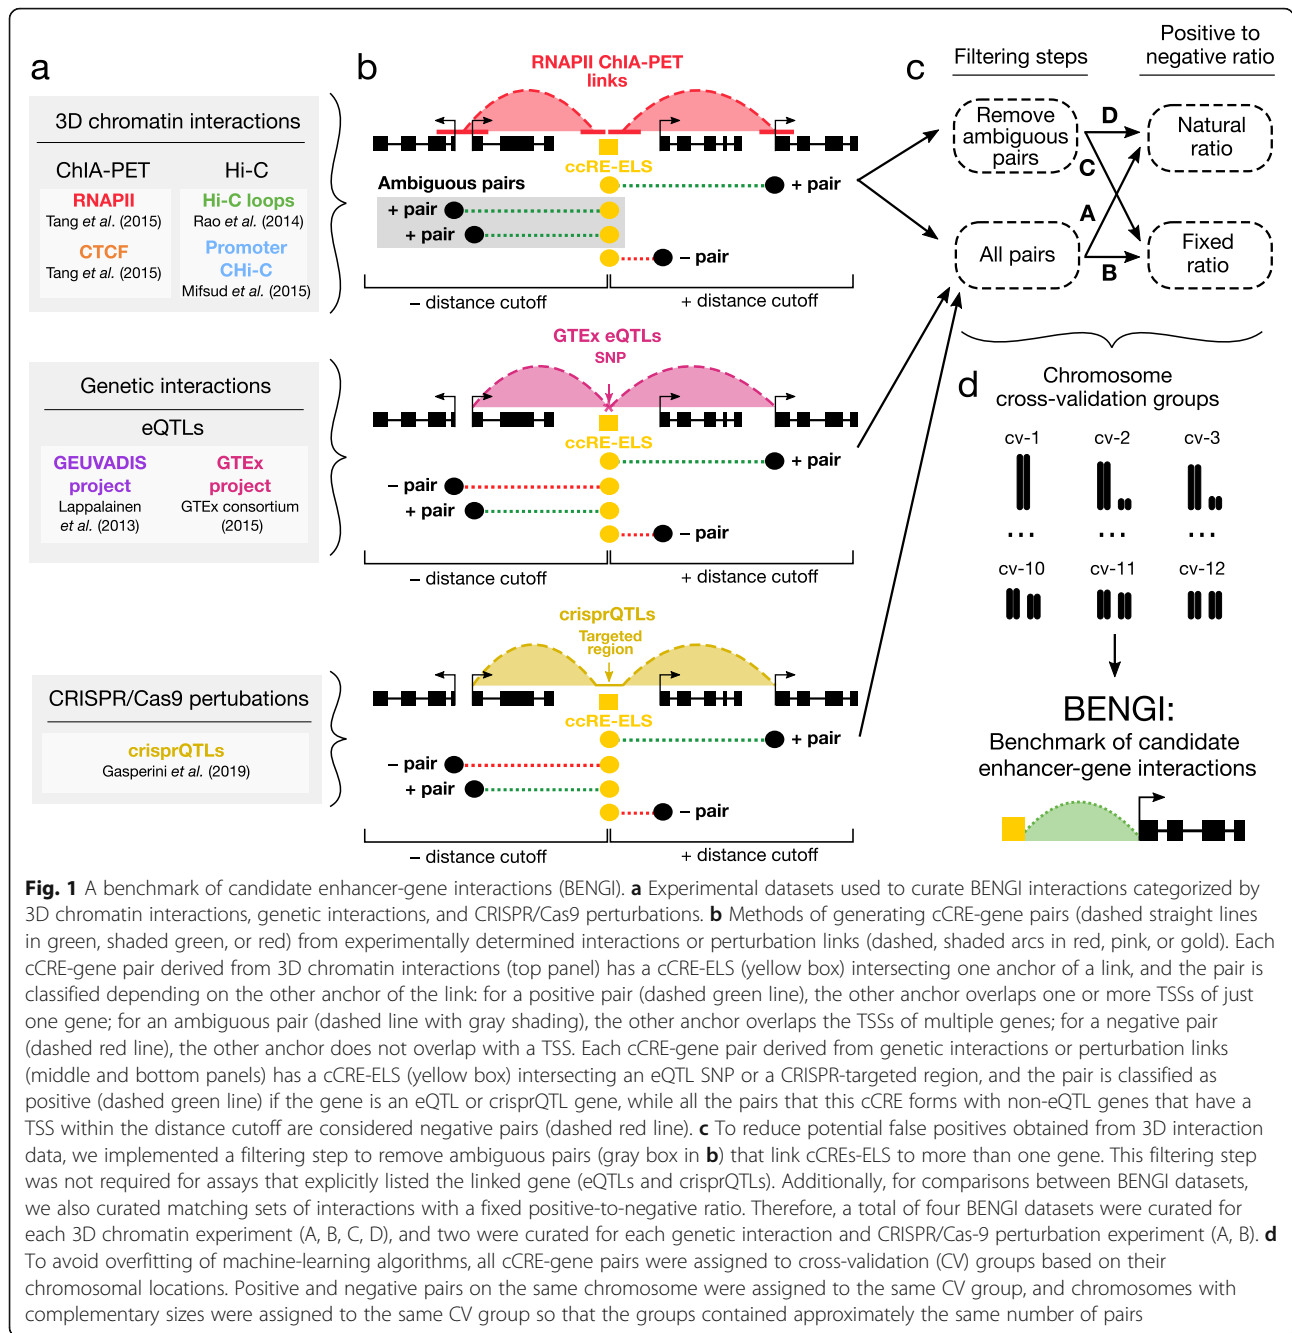 a
3D chromatin interactions
ChIA-PET
Hi-C
RNAPII
Tang et al. (2015)
CTCF
Tang et al. (2015)
Hi-C loops
Rao et al. (2014)
Promoter
CHi-C
Mifsud et al. (2015)
Genetic interactions
eQTLs
GEUVADIS
project
Lappalainen
et al. (2013)
GTEx
project
GTEx consortium
(2015)
CRISPR/Cas9 pertubations
crisprQTLs
Gasperini et al. (2019)
b
RNAPII ChIA-PET
links
ccRE-ELS
Ambiguous pairs
+ pair
+ pair
+ pair
– pair
– distance cutoff
+ distance cutoff
GTEx eQTLs
SNP
ccRE-ELS
+ pair
– pair
+ pair
– pair
– distance cutoff
+ distance cutoff
crisprQTLs
Targeted
region
ccRE-ELS
+ pair
– pair
+ pair
– pair
– distance cutoff
+ distance cutoff
c
Filtering steps
Positive to
negative ratio
Remove
ambiguous
pairs
D
C
Natural
ratio
A
All pairs
B
Fixed
ratio
d
Chromosome
cross-validation groups
cv-1
cv-2
cv-3
...
...
...
cv-10
cv-11
cv-12
BENGI:
Benchmark of candidate
enhancer-gene interactions
Fig. 1 A benchmark of candidate enhancer-gene interactions (BENGI). a Experimental datasets used to curate BENGI interactions categorized by
3D chromatin interactions, genetic interactions, and CRISPR/Cas9 perturbations. b Methods of generating cCRE-gene pairs (dashed straight lines
in green, shaded green, or red) from experimentally determined interactions or perturbation links (dashed, shaded arcs in red, pink, or gold). Each
cCRE-gene pair derived from 3D chromatin interactions (top panel) has a cCRE-ELS (yellow box) intersecting one anchor of a link, and the pair is
classified depending on the other anchor of the link: for a positive pair (dashed green line), the other anchor overlaps one or more TSSs of just
one gene; for an ambiguous pair (dashed line with gray shading), the other anchor overlaps the TSSs of multiple genes; for a negative pair
(dashed red line), the other anchor does not overlap with a TSS. Each cCRE-gene pair derived from genetic interactions or perturbation links
(middle and bottom panels) has a cCRE-ELS (yellow box) intersecting an eQTL SNP or a CRISPR-targeted region, and the pair is classified as
positive (dashed green line) if the gene is an eQTL or crisprQTL gene, while all the pairs that this cCRE forms with non-eQTL genes that have a
TSS within the distance cutoff are considered negative pairs (dashed red line). c To reduce potential false positives obtained from 3D interaction
data, we implemented a filtering step to remove ambiguous pairs (gray box in b) that link cCREs-ELS to more than one gene. This filtering step
was not required for assays that explicitly listed the linked gene (eQTLs and crisprQTLs). Additionally, for comparisons between BENGI datasets,
we also curated matching sets of interactions with a fixed positive-to-negative ratio. Therefore, a total of four BENGI datasets were curated for
each 3D chromatin experiment (A, B, C, D), and two were curated for each genetic interaction and CRISPR/Cas-9 perturbation experiment (A, B). d
To avoid overfitting of machine-learning algorithms, all cCRE-gene pairs were assigned to cross-validation (CV) groups based on their
chromosomal locations. Positive and negative pairs on the same chromosome were assigned to the same CV group, and chromosomes with
complementary sizes were assigned to the same CV group so that the groups contained approximately the same number of pairs